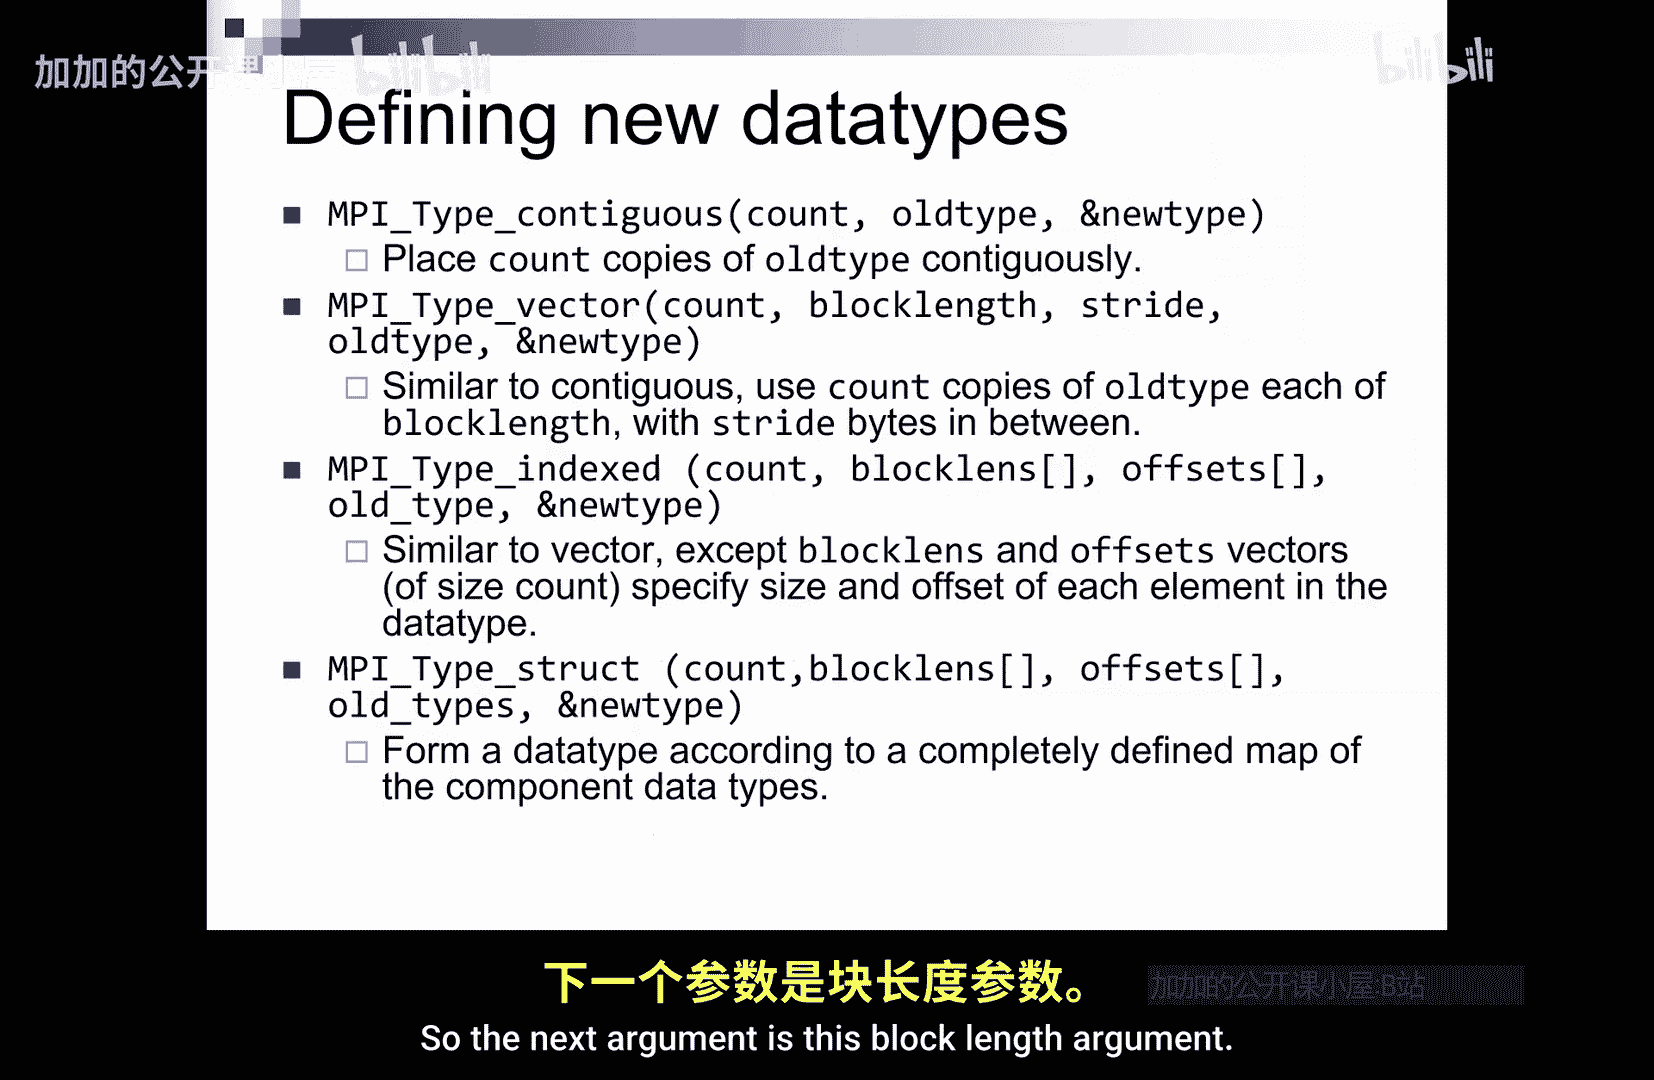 加加的公开课小屋
bilibili
bilibili
Defining new datatypes
MPI_Type_contiguous(count, oldtype, &newtype)
Place count copies of oldtype contiguously.
MPI_Type_vector(count, blocklength, stride,
oldtype, &newtype)
Similar to contiguous, use count copies of oldtype each of
blocklength, with stride bytes in between.
MPI_Type_indexed (count, blocklens[], offsets[],
old_type, &newtype)
Similar to vector, except blocklens and offsets vectors
(of size count) specify size and offset of each element in the
datatype.
MPI_Type_struct (count,blocklens[], offsets[],
old_types, &newtype)
Form a datatype according to a completely defined map of
the component data types.
下一个参数是块长度参数。
加加的公开课小屋:B站
So the next argument is this block length argument.